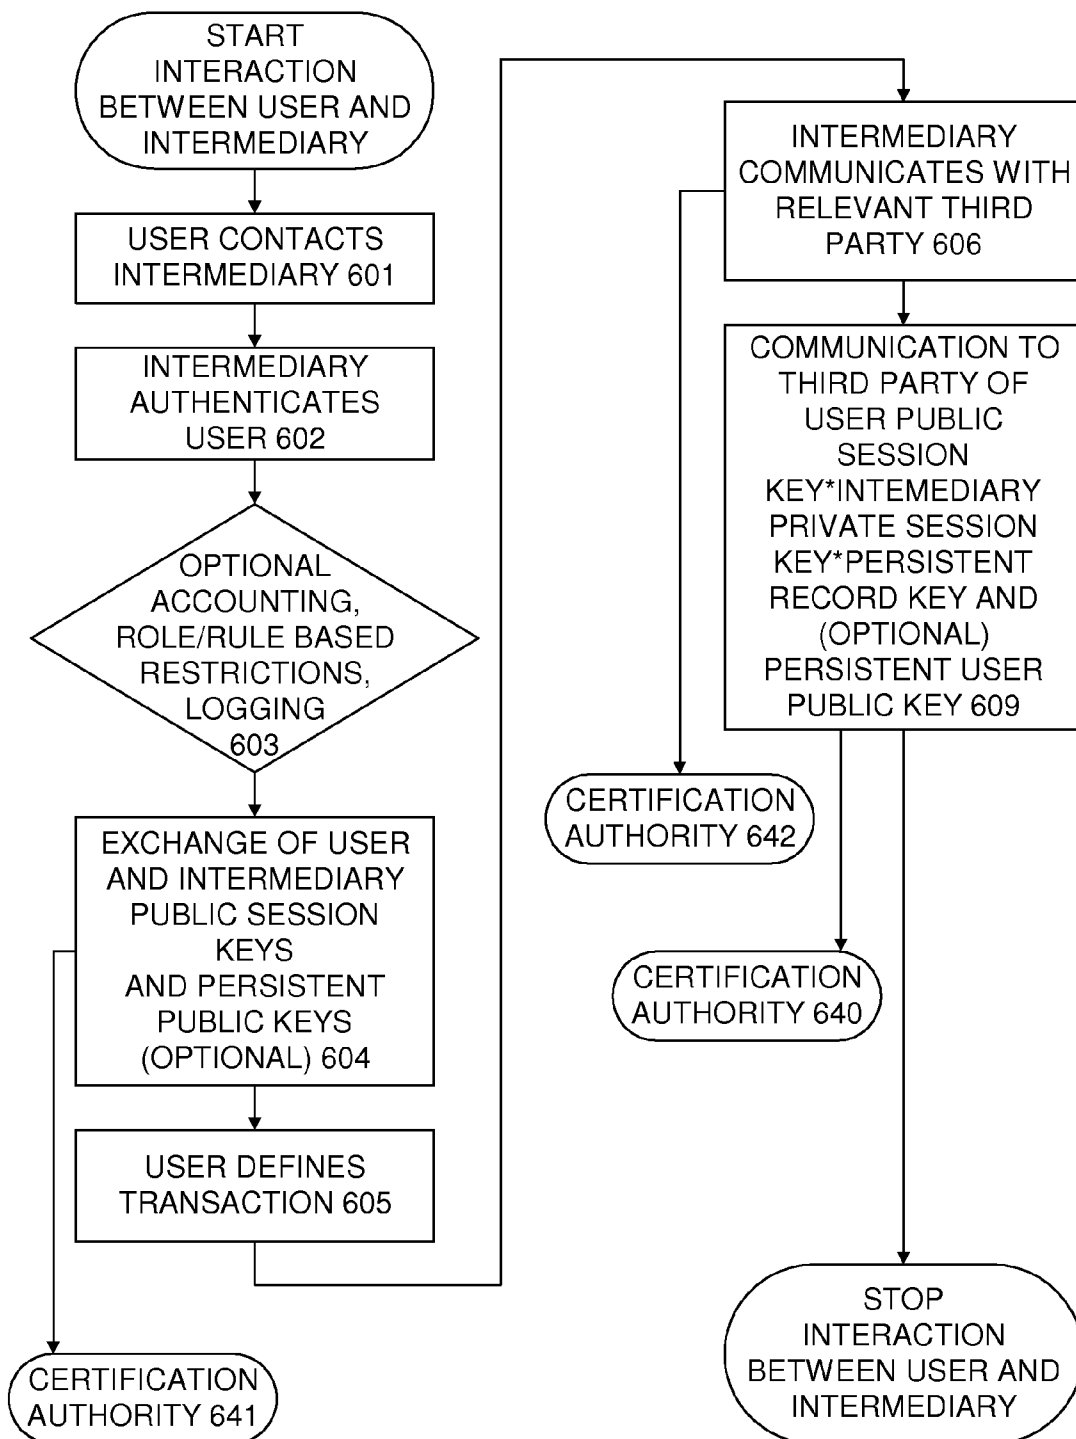 START
INTERACTION
BETWEEN USER AND
INTERMEDIARY
USER CONTACTS
INTERMEDIARY 601
INTERMEDIARY
AUTHENTICATES
USER 602
OPTIONAL
ACCOUNTING,
ROLE/RULE BASED
RESTRICTIONS,
LOGGING
603
EXCHANGE OF USER
AND INTERMEDIARY
PUBLIC SESSION
KEYS
AND PERSISTENT
PUBLIC KEYS
(OPTIONAL) 604
USER DEFINES
TRANSACTION 605
CERTIFICATION
AUTHORITY 641
INTERMEDIARY
COMMUNICATES WITH
RELEVANT THIRD
PARTY 606
COMMUNICATION TO
THIRD PARTY OF
USER PUBLIC
SESSION
KEY*INTEMEDIARY
PRIVATE SESSION
KEY*PERSISTENT
RECORD KEY AND
(OPTIONAL)
PERSISTENT USER
PUBLIC KEY 609
CERTIFICATION
AUTHORITY 642
CERTIFICATION
AUTHORITY 640
STOP
INTERACTION
BETWEEN USER AND
INTERMEDIARY